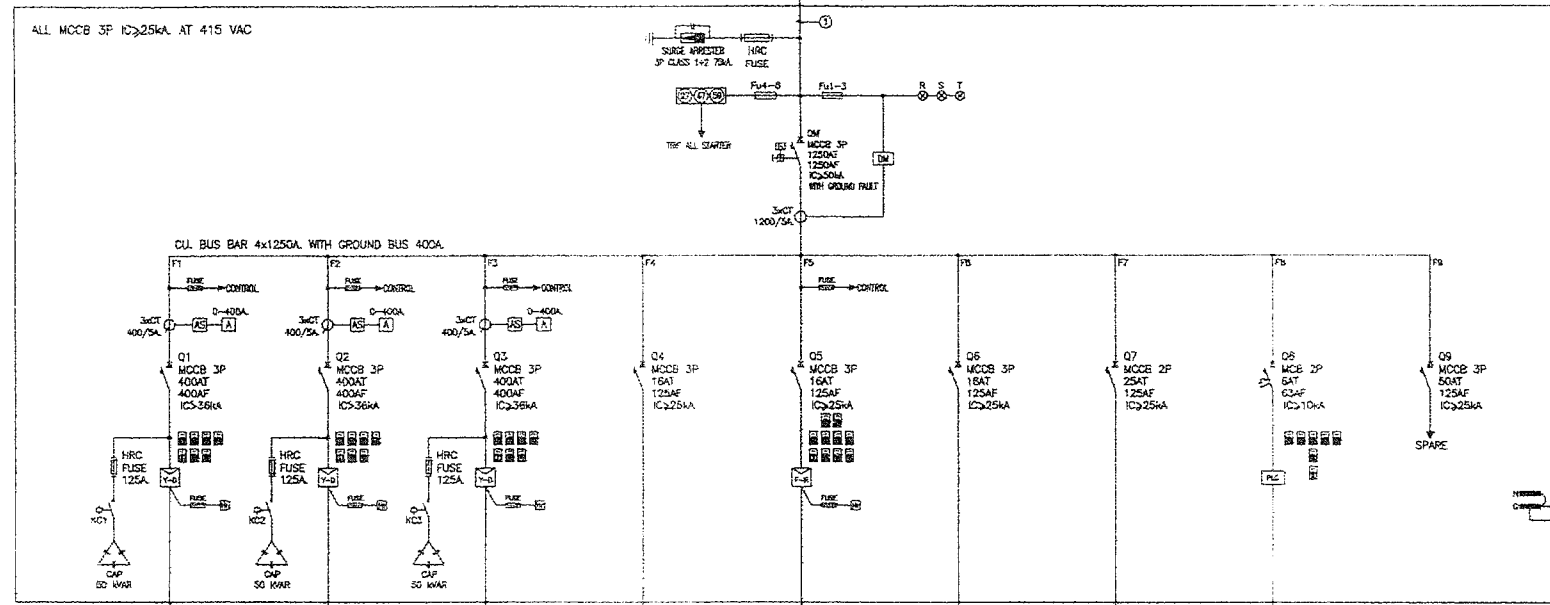 ALL MCCB 3P IC≥25kA. AT 415 VAC
1
SURGE ARRESTER
3P CLASS 1+2 75kA.
HRC
FUSE
Fu4-6
Fu1-3
R S T
27 47 59
TRIP ALL STARTER
QM
MCCB 3P
1250AT
1250AF
IC≥50kA
WITH GROUND FAULT
DM
3xCT
1200/5A.
CU. BUS BAR 4x1250A. WITH GROUND BUS 400A.
F1
F2
F3
F4
F5
F6
F7
F8
F9
FUSE
CONTROL
FUSE
CONTROL
FUSE
CONTROL
FUSE
CONTROL
3xCT
400/5A.
AS
A
0-400A.
3xCT
400/5A.
AS
A
0-400A.
3xCT
400/5A.
AS
A
0-400A.
Q1
MCCB 3P
400AT
400AF
IC≥36kA
Q2
MCCB 3P
400AT
400AF
IC≥36kA
Q3
MCCB 3P
400AT
400AF
IC≥36kA
Q4
MCCB 3P
16AT
125AF
IC≥25kA
Q5
MCCB 3P
16AT
125AF
IC≥25kA
Q6
MCCB 3P
16AT
125AF
IC≥25kA
Q7
MCCB 2P
25AT
125AF
IC≥25kA
Q8
MCB 2P
6AT
63AF
IC≥10kA
Q9
MCCB 3P
50AT
125AF
IC≥25kA
SPARE
HRC
FUSE
125A.
Y-D
FUSE
HRC
FUSE
125A.
Y-D
FUSE
HRC
FUSE
125A.
Y-D
FUSE
F-R
FUSE
PLC
KC1
KC2
KC3
CAP
50 kVAR
CAP
50 kVAR
CAP
50 kVAR
N
G